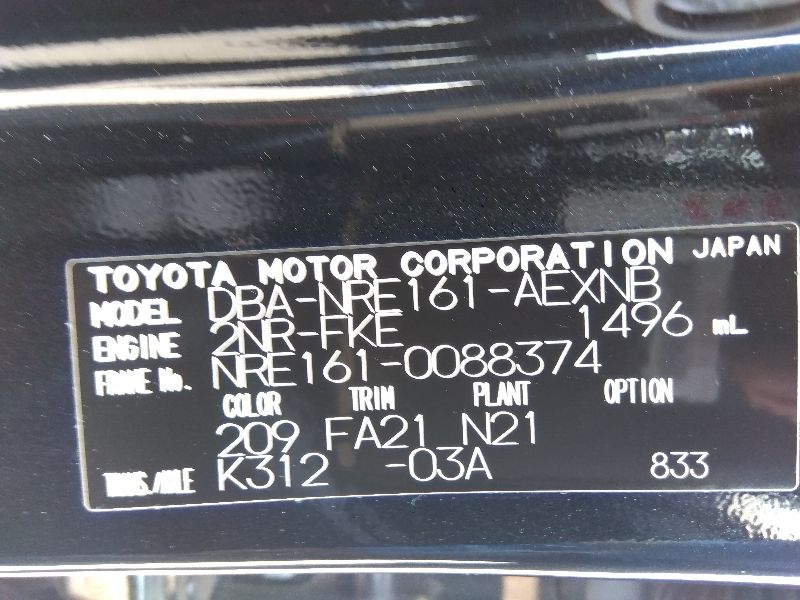 TOYOTA MOTOR CORPORATION JAPAN
MODEL DBA-NRE161-AEXNB
ENGINE 2NR-FKE 1496 mL
FRAME No. NRE161-0088374
COLOR TRIM PLANT OPTION
209 FA21 N21
TRANS./AXLE K312 -03A 833